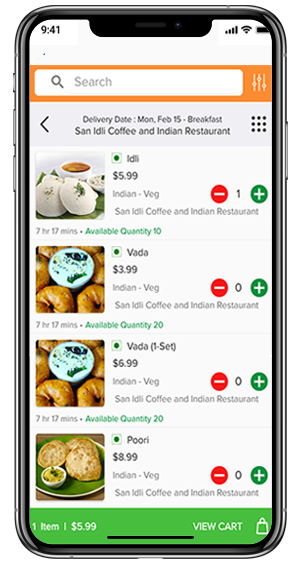 9:41
Search
Delivery Date : Mon, Feb 15 - Breakfast
San Idli Coffee and Indian Restaurant
Idli
$5.99
Indian - Veg
1
San Idli Coffee and Indian Restaurant
7 hr 17 mins • Available Quantity 10
Vada
$3.99
Indian - Veg
0
San Idli Coffee and Indian Restaurant
7 hr 17 mins • Available Quantity 20
Vada (1-Set)
$6.99
Indian - Veg
0
San Idli Coffee and Indian Restaurant
7 hr 17 mins • Available Quantity 20
Poori
$8.99
Indian - Veg
0
San Idli Coffee and Indian Restaurant
1 Item | $5.99 VIEW CART